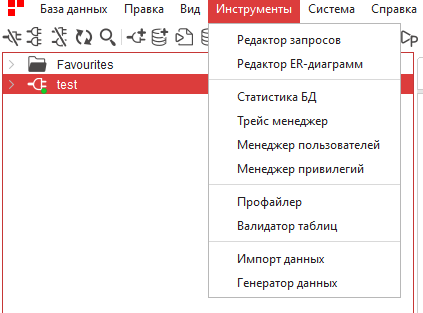 База данных Правка Вид Инструменты Система Справка
Favourites
test
Редактор запросов
Редактор ER-диаграмм
Статистика БД
Трейс менеджер
Менеджер пользователей
Менеджер привилегий
Профайлер
Валидатор таблиц
Импорт данных
Генератор данных